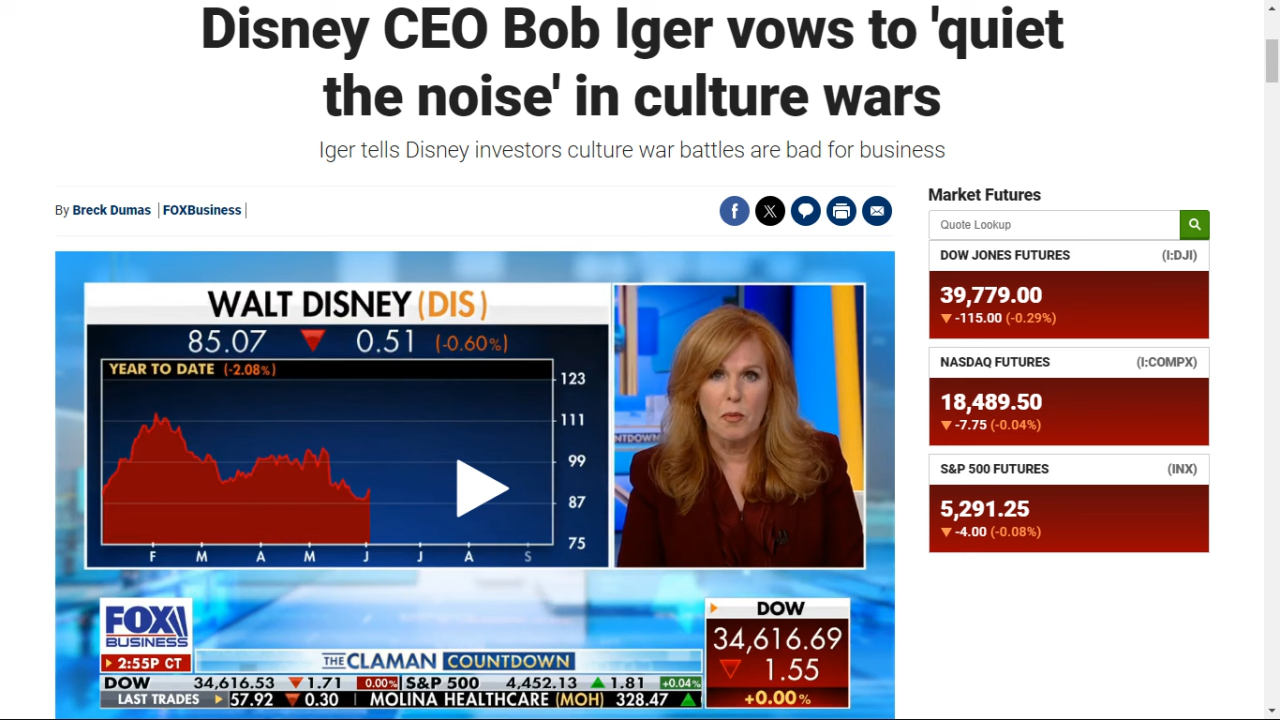 Disney CEO Bob Iger vows to 'quiet
the noise' in culture wars
Iger tells Disney investors culture war battles are bad for business
By Breck Dumas | FOXBusiness |
Market Futures
Quote Lookup
DOW JONES FUTURES (I:DJI)
39,779.00
-115.00 (-0.29%)
NASDAQ FUTURES (I:COMPX)
18,489.50
-7.75 (-0.04%)
S&P 500 FUTURES (INX)
5,291.25
-4.00 (-0.08%)
WALT DISNEY (DIS)
85.07 0.51 (-0.60%)
YEAR TO DATE (-2.08%)
123
111
99
87
75
F M A M J J A S
NTDOWN
FOX
BUSINESS
2:55P CT
THE CLAMAN COUNTDOWN
DOW
34,616.69
1.55
+0.00%
DOW 34,616.53 1.71 0.00% S&P 500 4,452.13 1.81 +0.04%
LAST TRADES 57.92 0.30 MOLINA HEALTHCARE (MOH) 328.47